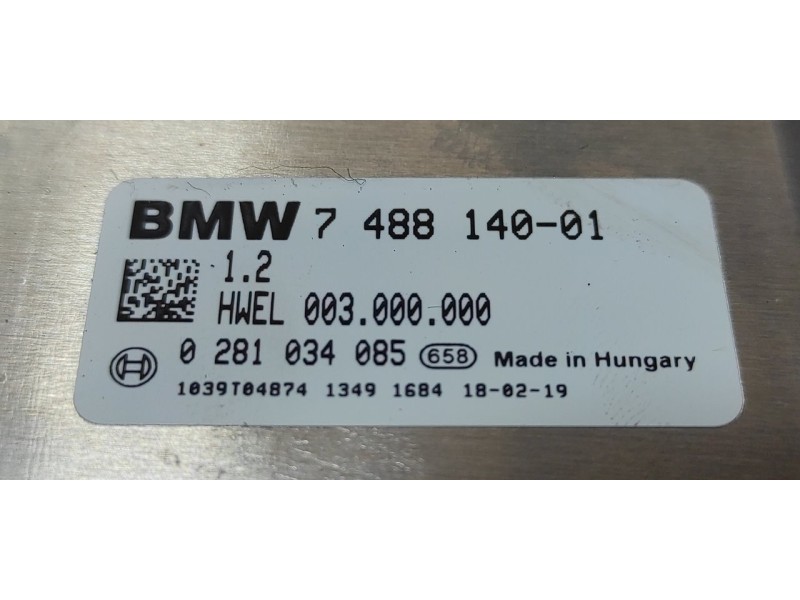 BMW 7 488 140-01
1.2
HWEL 003.000.000
0 281 034 085 658 Made in Hungary
1039T04874 1349 1684 18-02-19